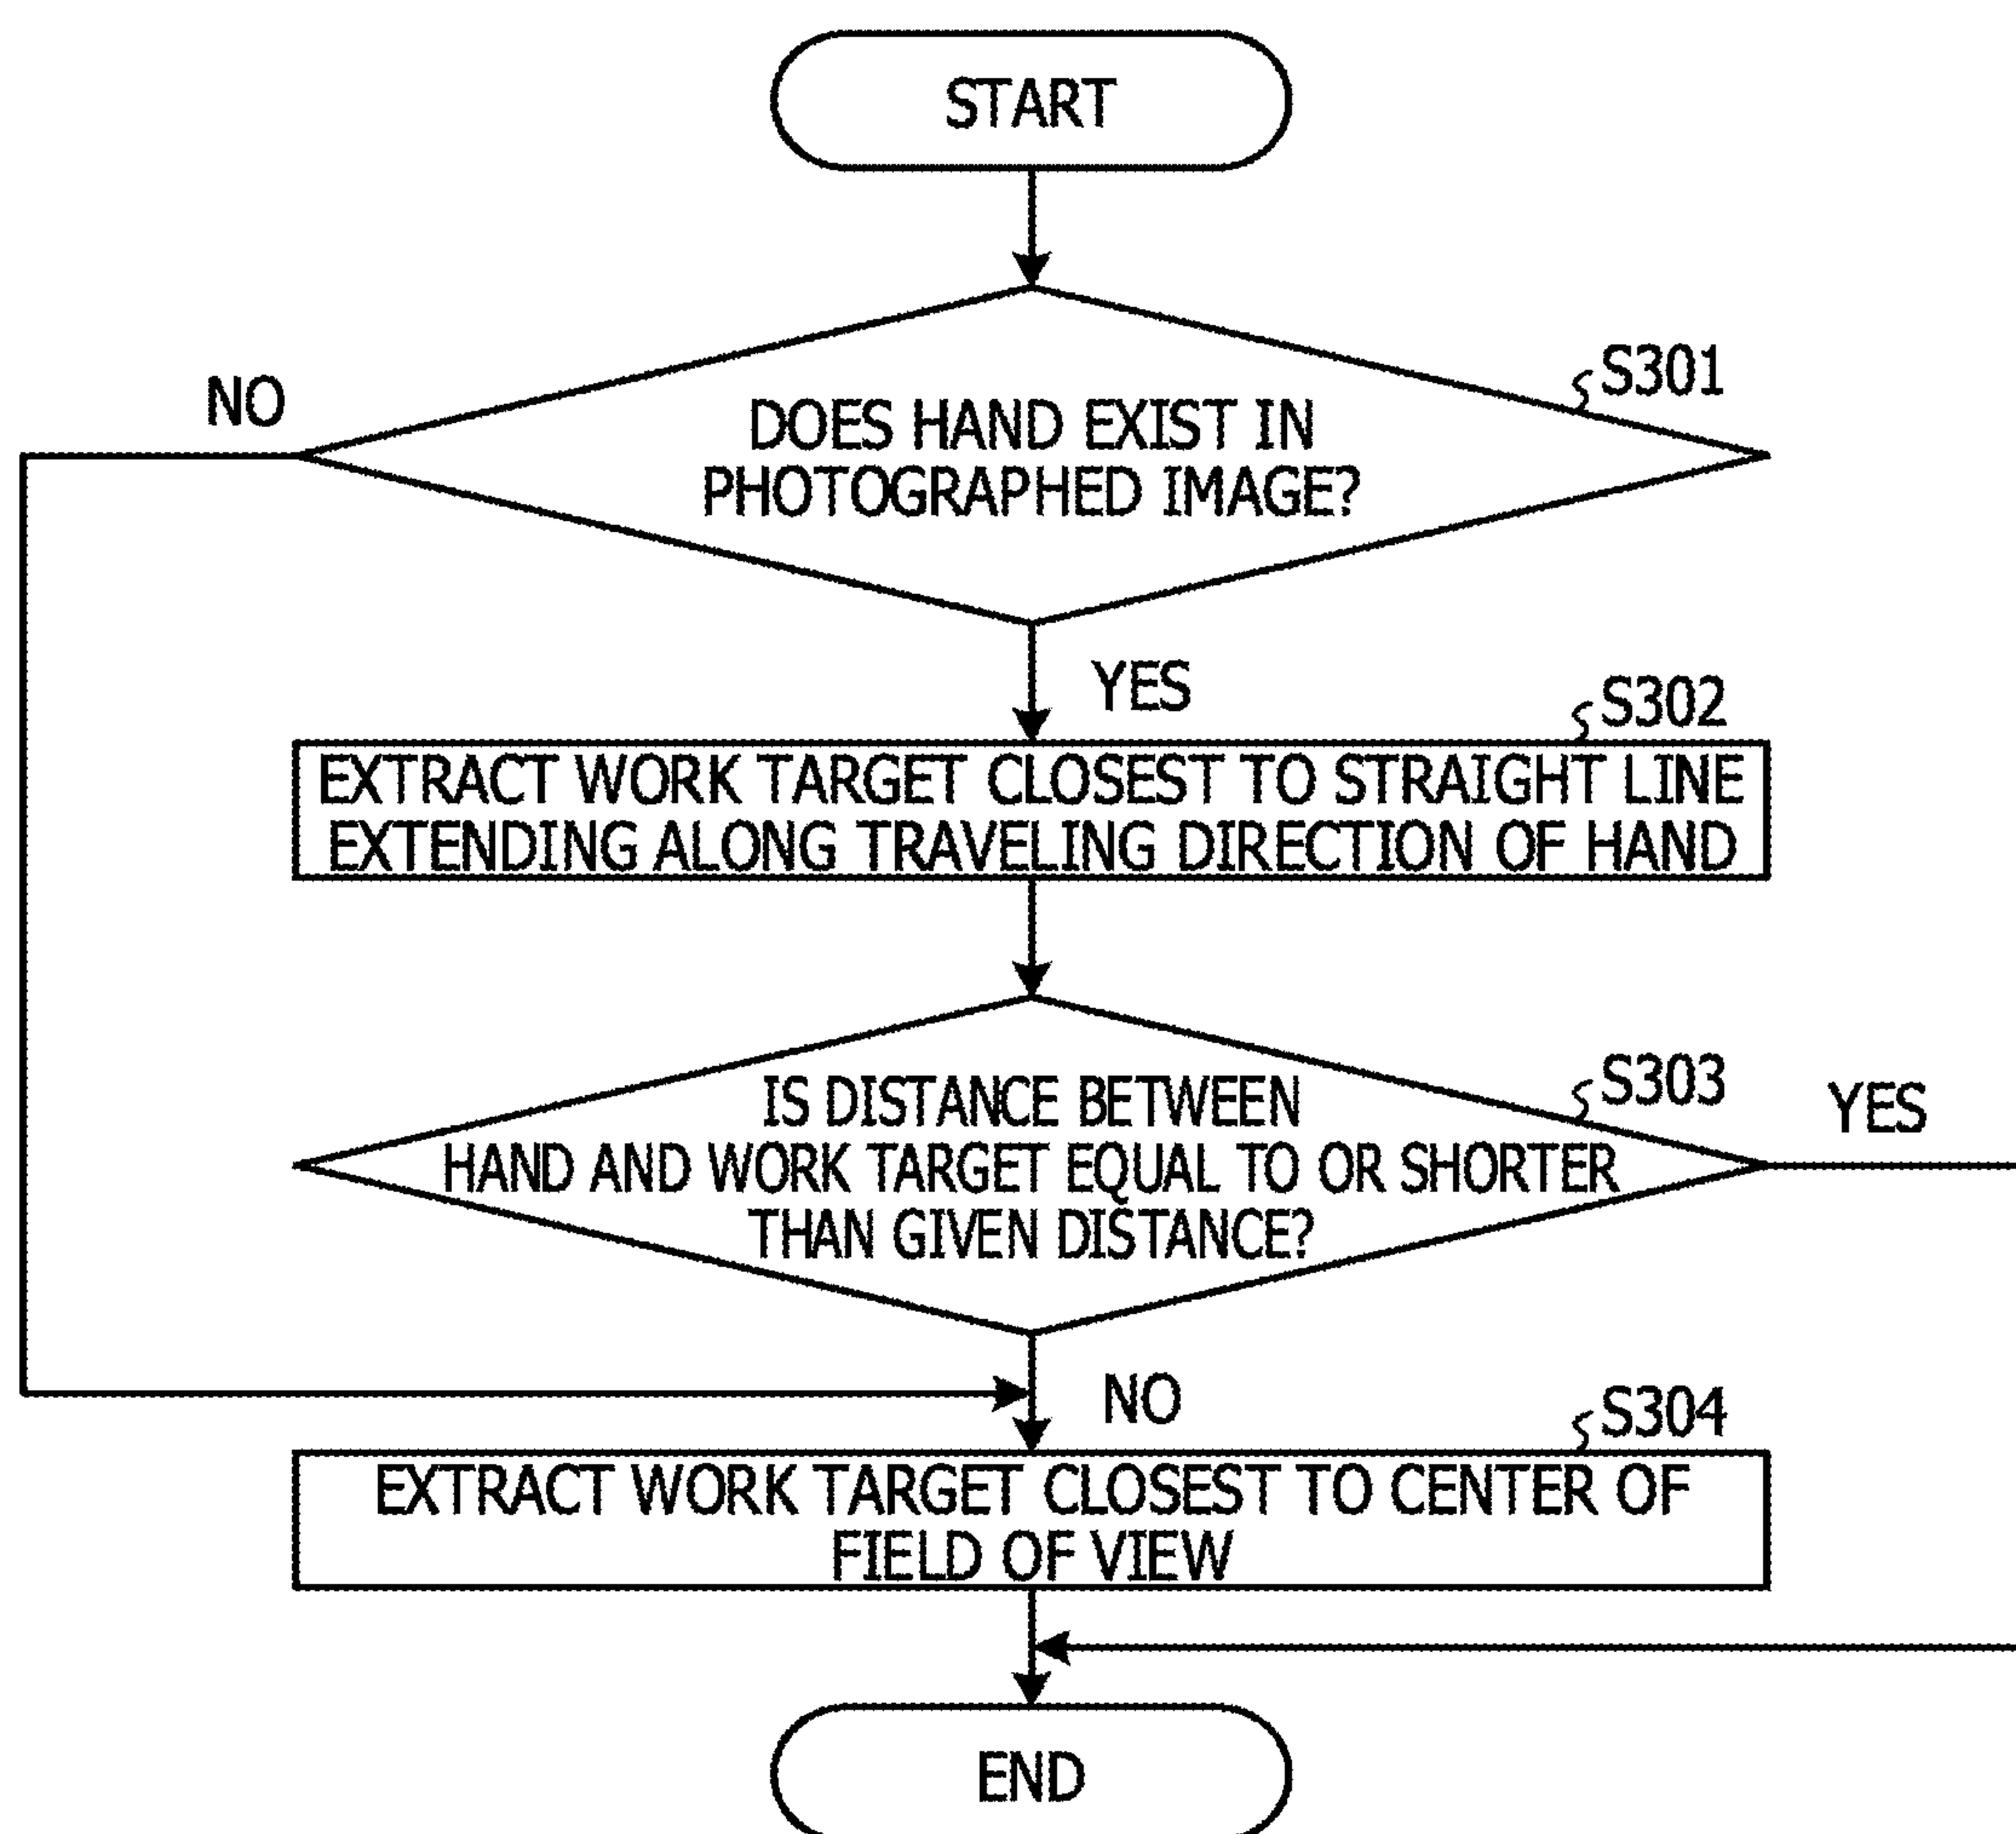 START
NO
S301
DOES HAND EXIST IN
PHOTOGRAPHED IMAGE?
YES
S302
EXTRACT WORK TARGET CLOSEST TO STRAIGHT LINE
EXTENDING ALONG TRAVELING DIRECTION OF HAND
S303
YES
IS DISTANCE BETWEEN
HAND AND WORK TARGET EQUAL TO OR SHORTER
THAN GIVEN DISTANCE?
NO
S304
EXTRACT WORK TARGET CLOSEST TO CENTER OF
FIELD OF VIEW
END